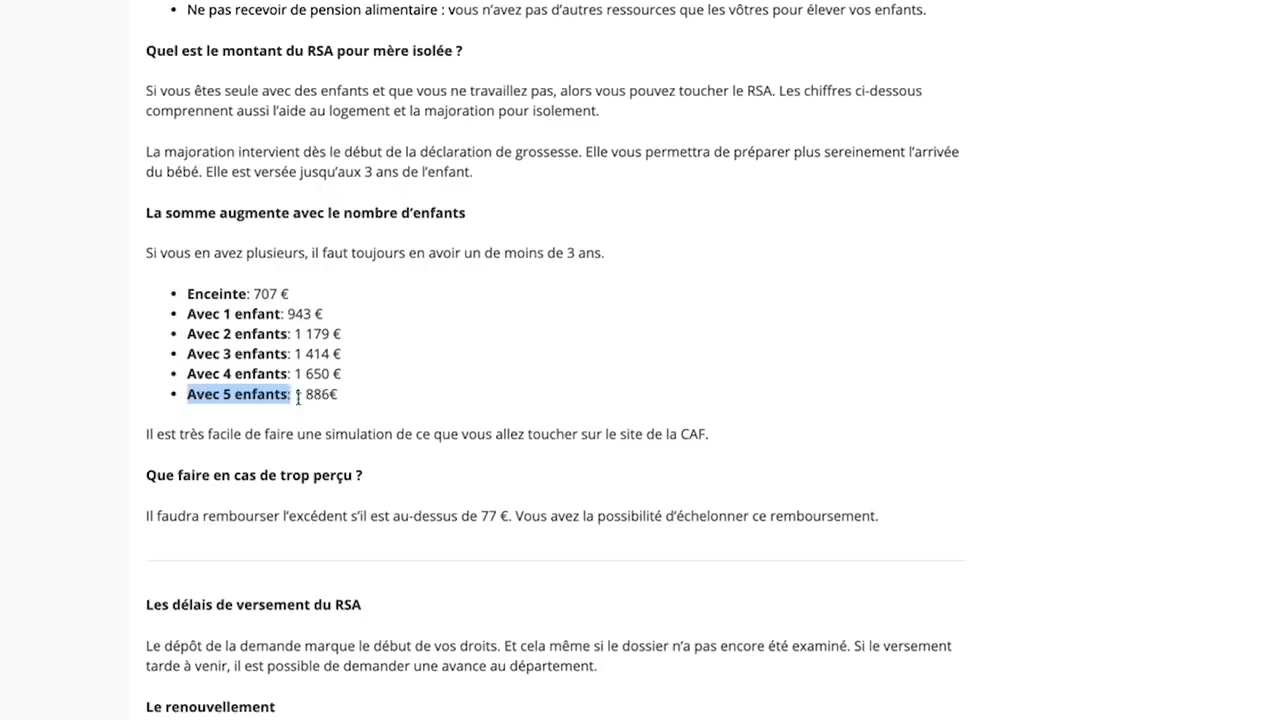 • Ne pas recevoir de pension alimentaire : vous n’avez pas d’autres ressources que les vôtres pour élever vos enfants.
Quel est le montant du RSA pour mère isolée ?
Si vous êtes seule avec des enfants et que vous ne travaillez pas, alors vous pouvez toucher le RSA. Les chiffres ci-dessous
comprennent aussi l’aide au logement et la majoration pour isolement.
La majoration intervient dès le début de la déclaration de grossesse. Elle vous permettra de préparer plus sereinement l’arrivée
du bébé. Elle est versée jusqu’aux 3 ans de l’enfant.
La somme augmente avec le nombre d’enfants
Si vous en avez plusieurs, il faut toujours en avoir un de moins de 3 ans.
• Enceinte: 707 €
• Avec 1 enfant: 943 €
• Avec 2 enfants: 1 179 €
• Avec 3 enfants: 1 414 €
• Avec 4 enfants: 1 650 €
• Avec 5 enfants: 1 886€
Il est très facile de faire une simulation de ce que vous allez toucher sur le site de la CAF.
Que faire en cas de trop perçu ?
Il faudra rembourser l’excédent s’il est au-dessus de 77 €. Vous avez la possibilité d’échelonner ce remboursement.
Les délais de versement du RSA
Le dépôt de la demande marque le début de vos droits. Et cela même si le dossier n’a pas encore été examiné. Si le versement
tarde à venir, il est possible de demander une avance au département.
Le renouvellement